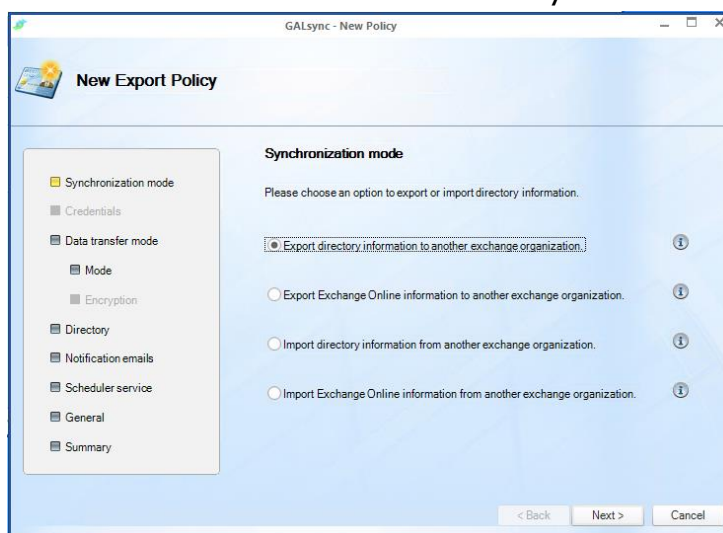 GALsync - New Policy
New Export Policy
Synchronization mode
Credentials
Data transfer mode
Mode
Encryption
Directory
Notification emails
Scheduler service
General
Summary
Synchronization mode
Please choose an option to export or import directory information.
Export directory information to another exchange organization.
Export Exchange Online information to another exchange organization.
Import directory information from another exchange organization.
Import Exchange Online information from another exchange organization.
< Back Next > Cancel